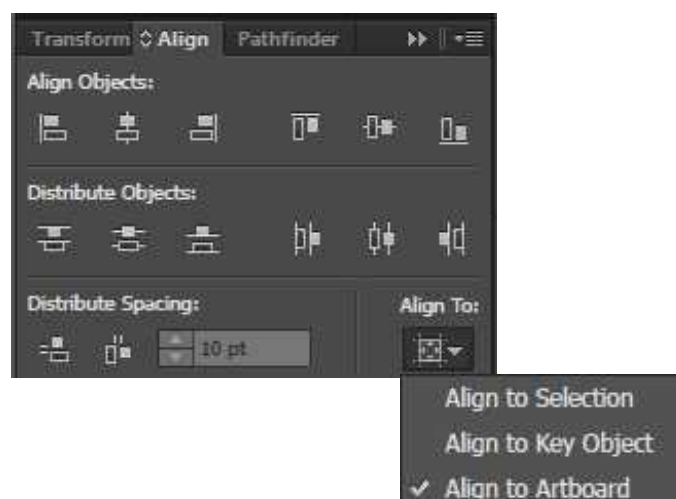 Transform Align Pathfinder
Align Objects:
Distribute Objects:
Distribute Spacing: Align To:
10 pt
Align to Selection
Align to Key Object
Align to Artboard